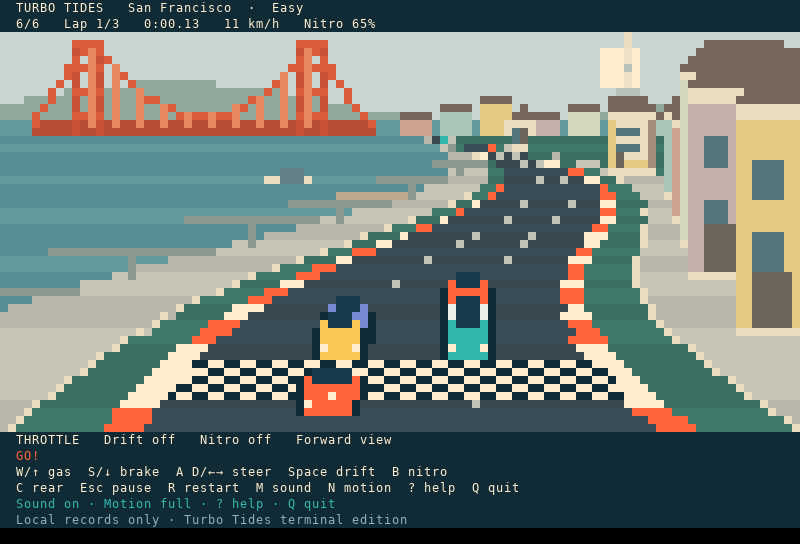 TURBO TIDES   San Francisco  ·  Easy
6/6   Lap 1/3   0:00.13   11 km/h   Nitro 65%
THROTTLE   Drift off   Nitro off   Forward view
GO!
W/↑ gas  S/↓ brake  A D/←→ steer  Space drift  B nitro
C rear  Esc pause  R restart  M sound  N motion  ? help  Q quit
Sound on · Motion full · ? help · Q quit
Local records only · Turbo Tides terminal edition